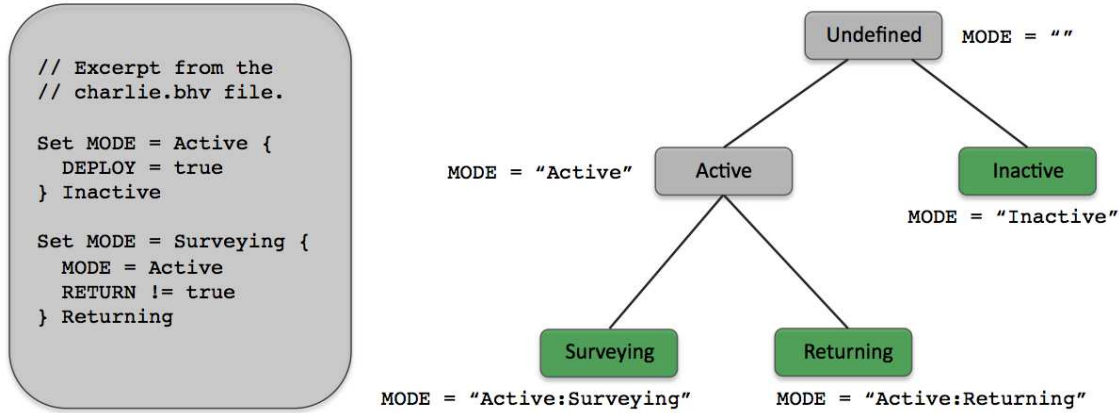 // Excerpt from the
// charlie.bhv file.
Set MODE = Active {
DEPLOY = true
} Inactive
Set MODE = Surveying {
MODE = Active
RETURN != true
} Returning
Undefined
MODE = “”
MODE = “Active”
Active
Inactive
MODE = “Inactive”
Surveying
Returning
MODE = “Active:Surveying”
MODE = “Active:Returning”